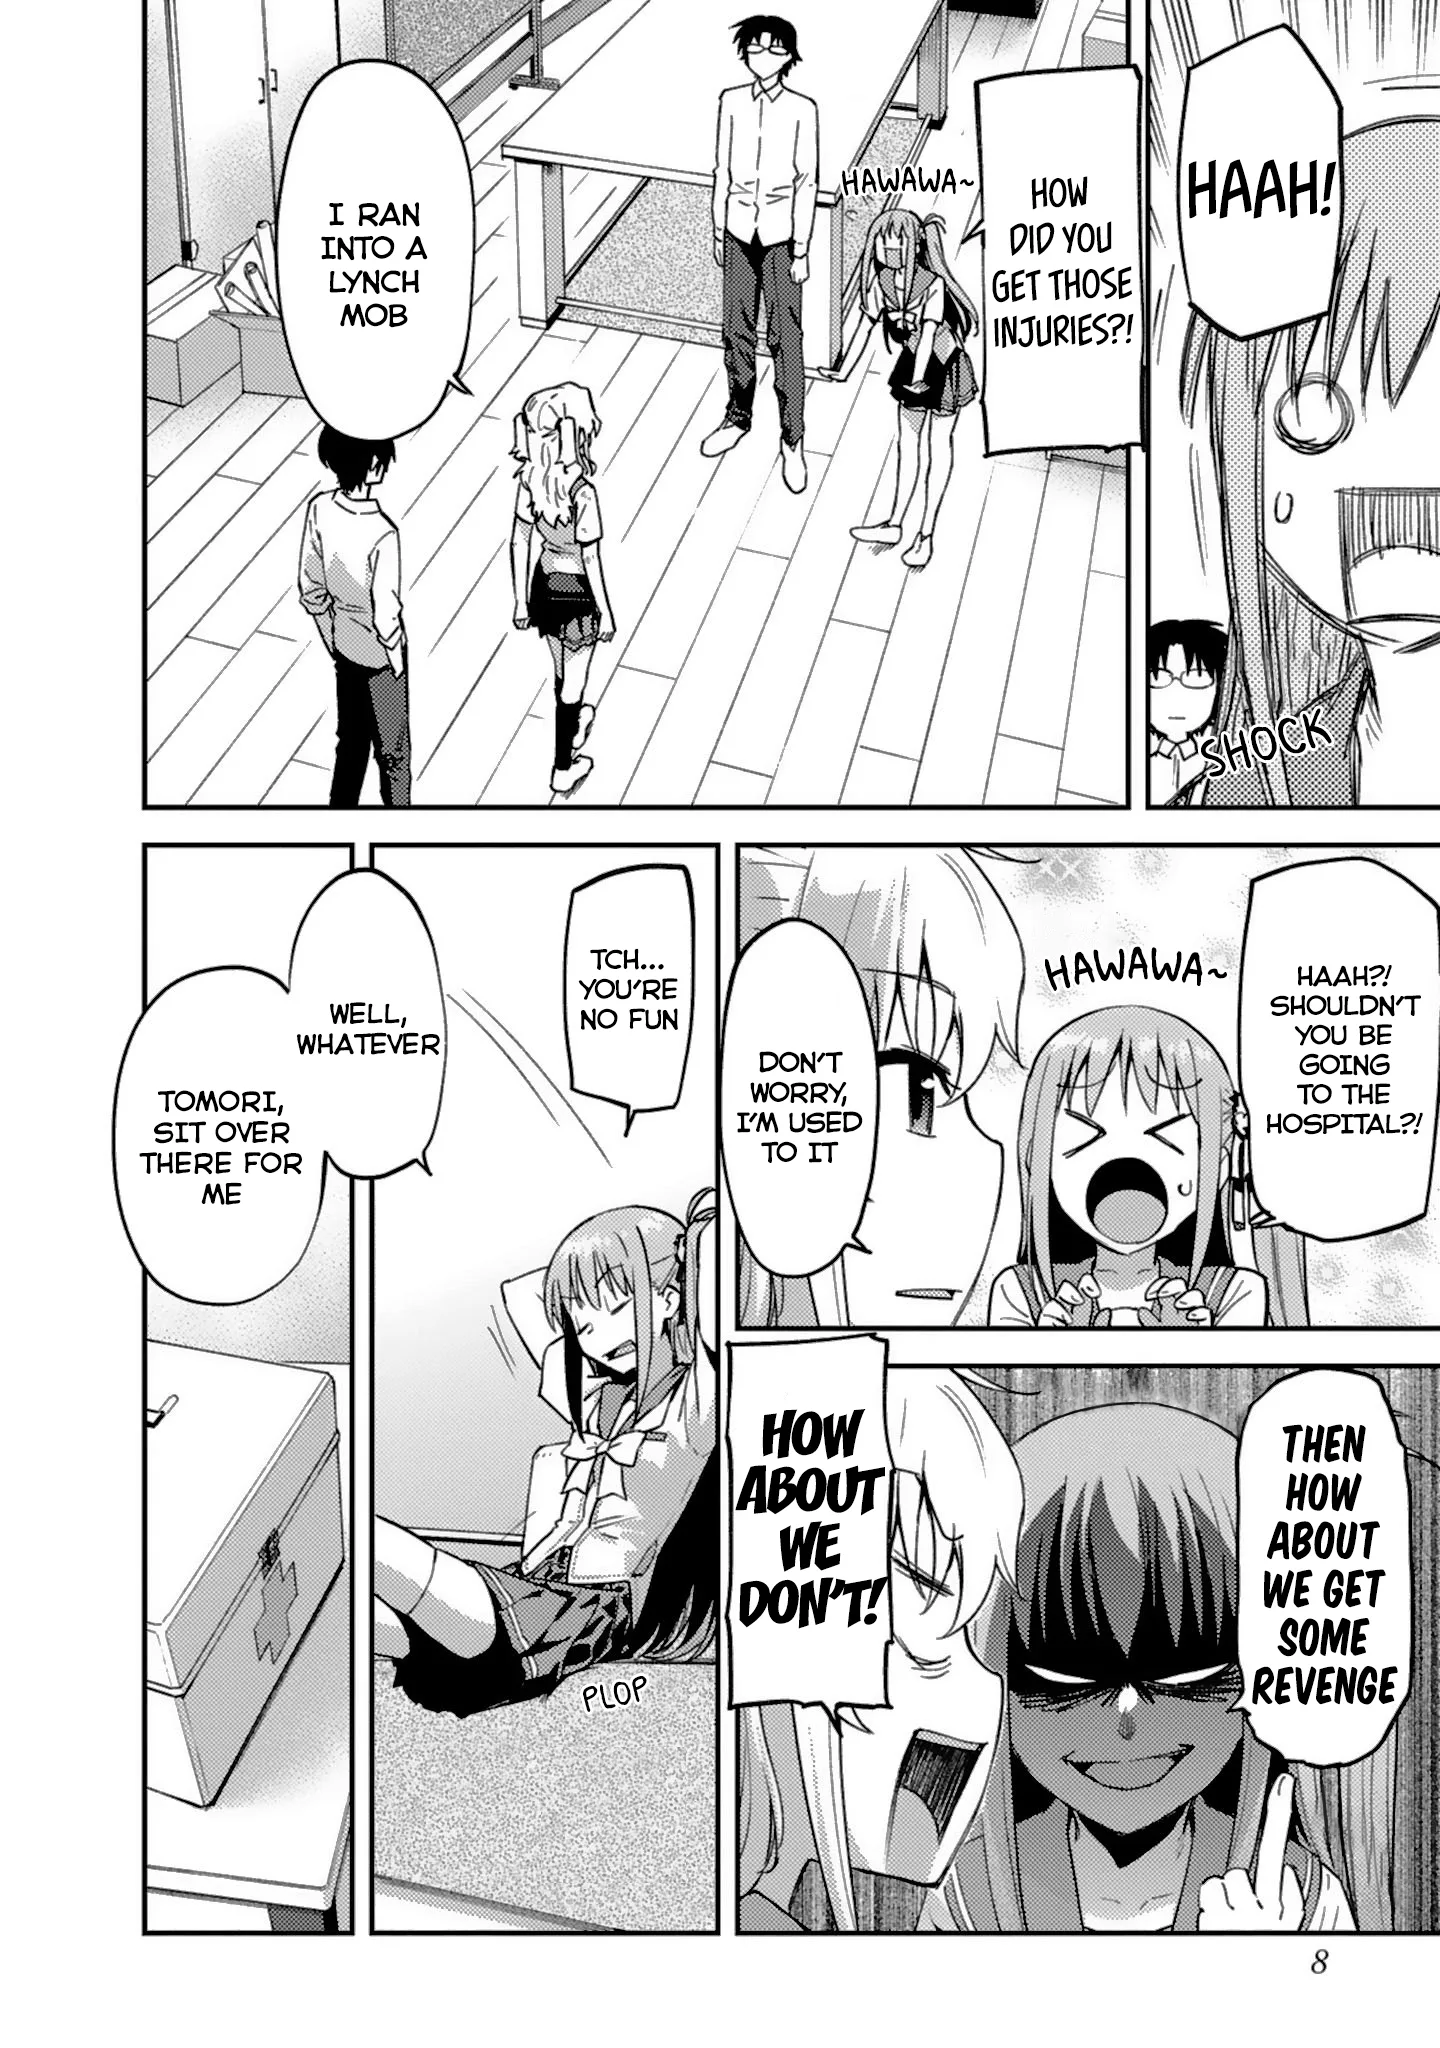 HAAH!
SHOCK
HOW
DID YOU
GET THOSE
INJURIES?!
HAWAWA~
I RAN
INTO A
LYNCH
MOB
HAAH?!
SHOULDN'T
YOU BE
GOING
TO THE
HOSPITAL?!
HAWAWA~
DON'T
WORRY,
I'M USED
TO IT
THEN
HOW
ABOUT
WE GET
SOME
REVENGE
HOW
ABOUT
WE
DON'T!
TCH...
YOU'RE
NO FUN
PLOP
WELL,
WHATEVER
TOMORI,
SIT OVER
THERE FOR
ME
8